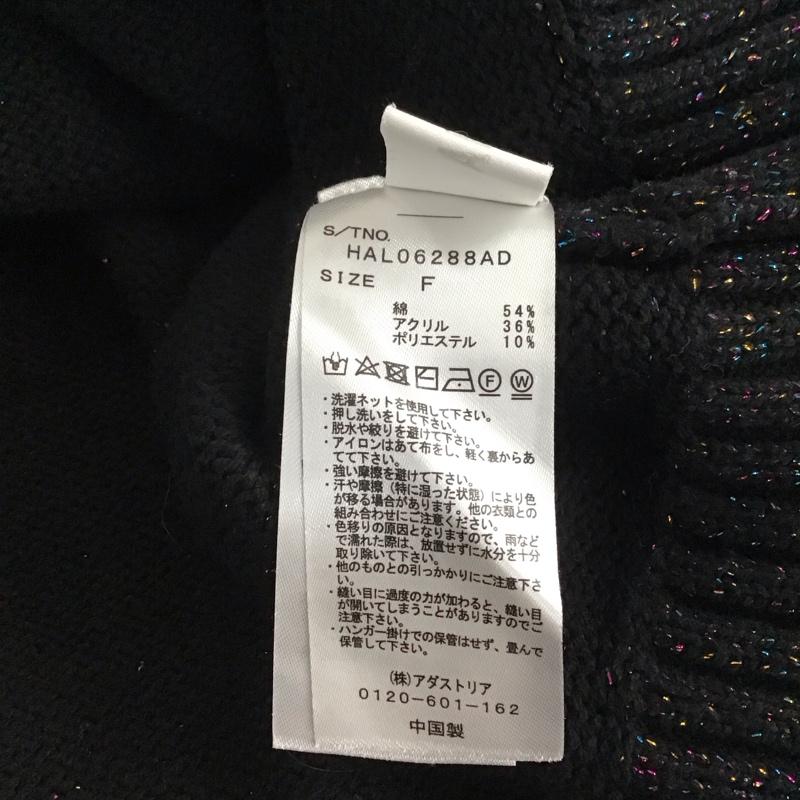 S/TNO.
HAL06288AD
SIZE F
綿 54%
アクリル 36%
ポリエステル 10%
F W
・洗濯ネットを使用して下さい。
・押し洗いをして下さい。
・脱水や絞りを避けて下さい。
・アイロンはあて布をし、軽く裏からあ
てて下さい。
・強い摩擦を避けて下さい。
・汗や摩擦（特に湿った状態）により色
が移る場合があります。他の衣類との
組み合わせにご注意ください。
・色移りの原因となりますので、雨など
で濡れた際は、放置せずに水分を十分
取り除いて下さい。
・他のものとの引っかかりにご注意下さ
い。
・縫い目に過度の力が加わると、縫い目
が開いてしまうことがありますのでご
注意下さい。
・ハンガー掛けでの保管はせず、畳んで
保管して下さい。
(株)アダストリア
0120-601-162
中国製